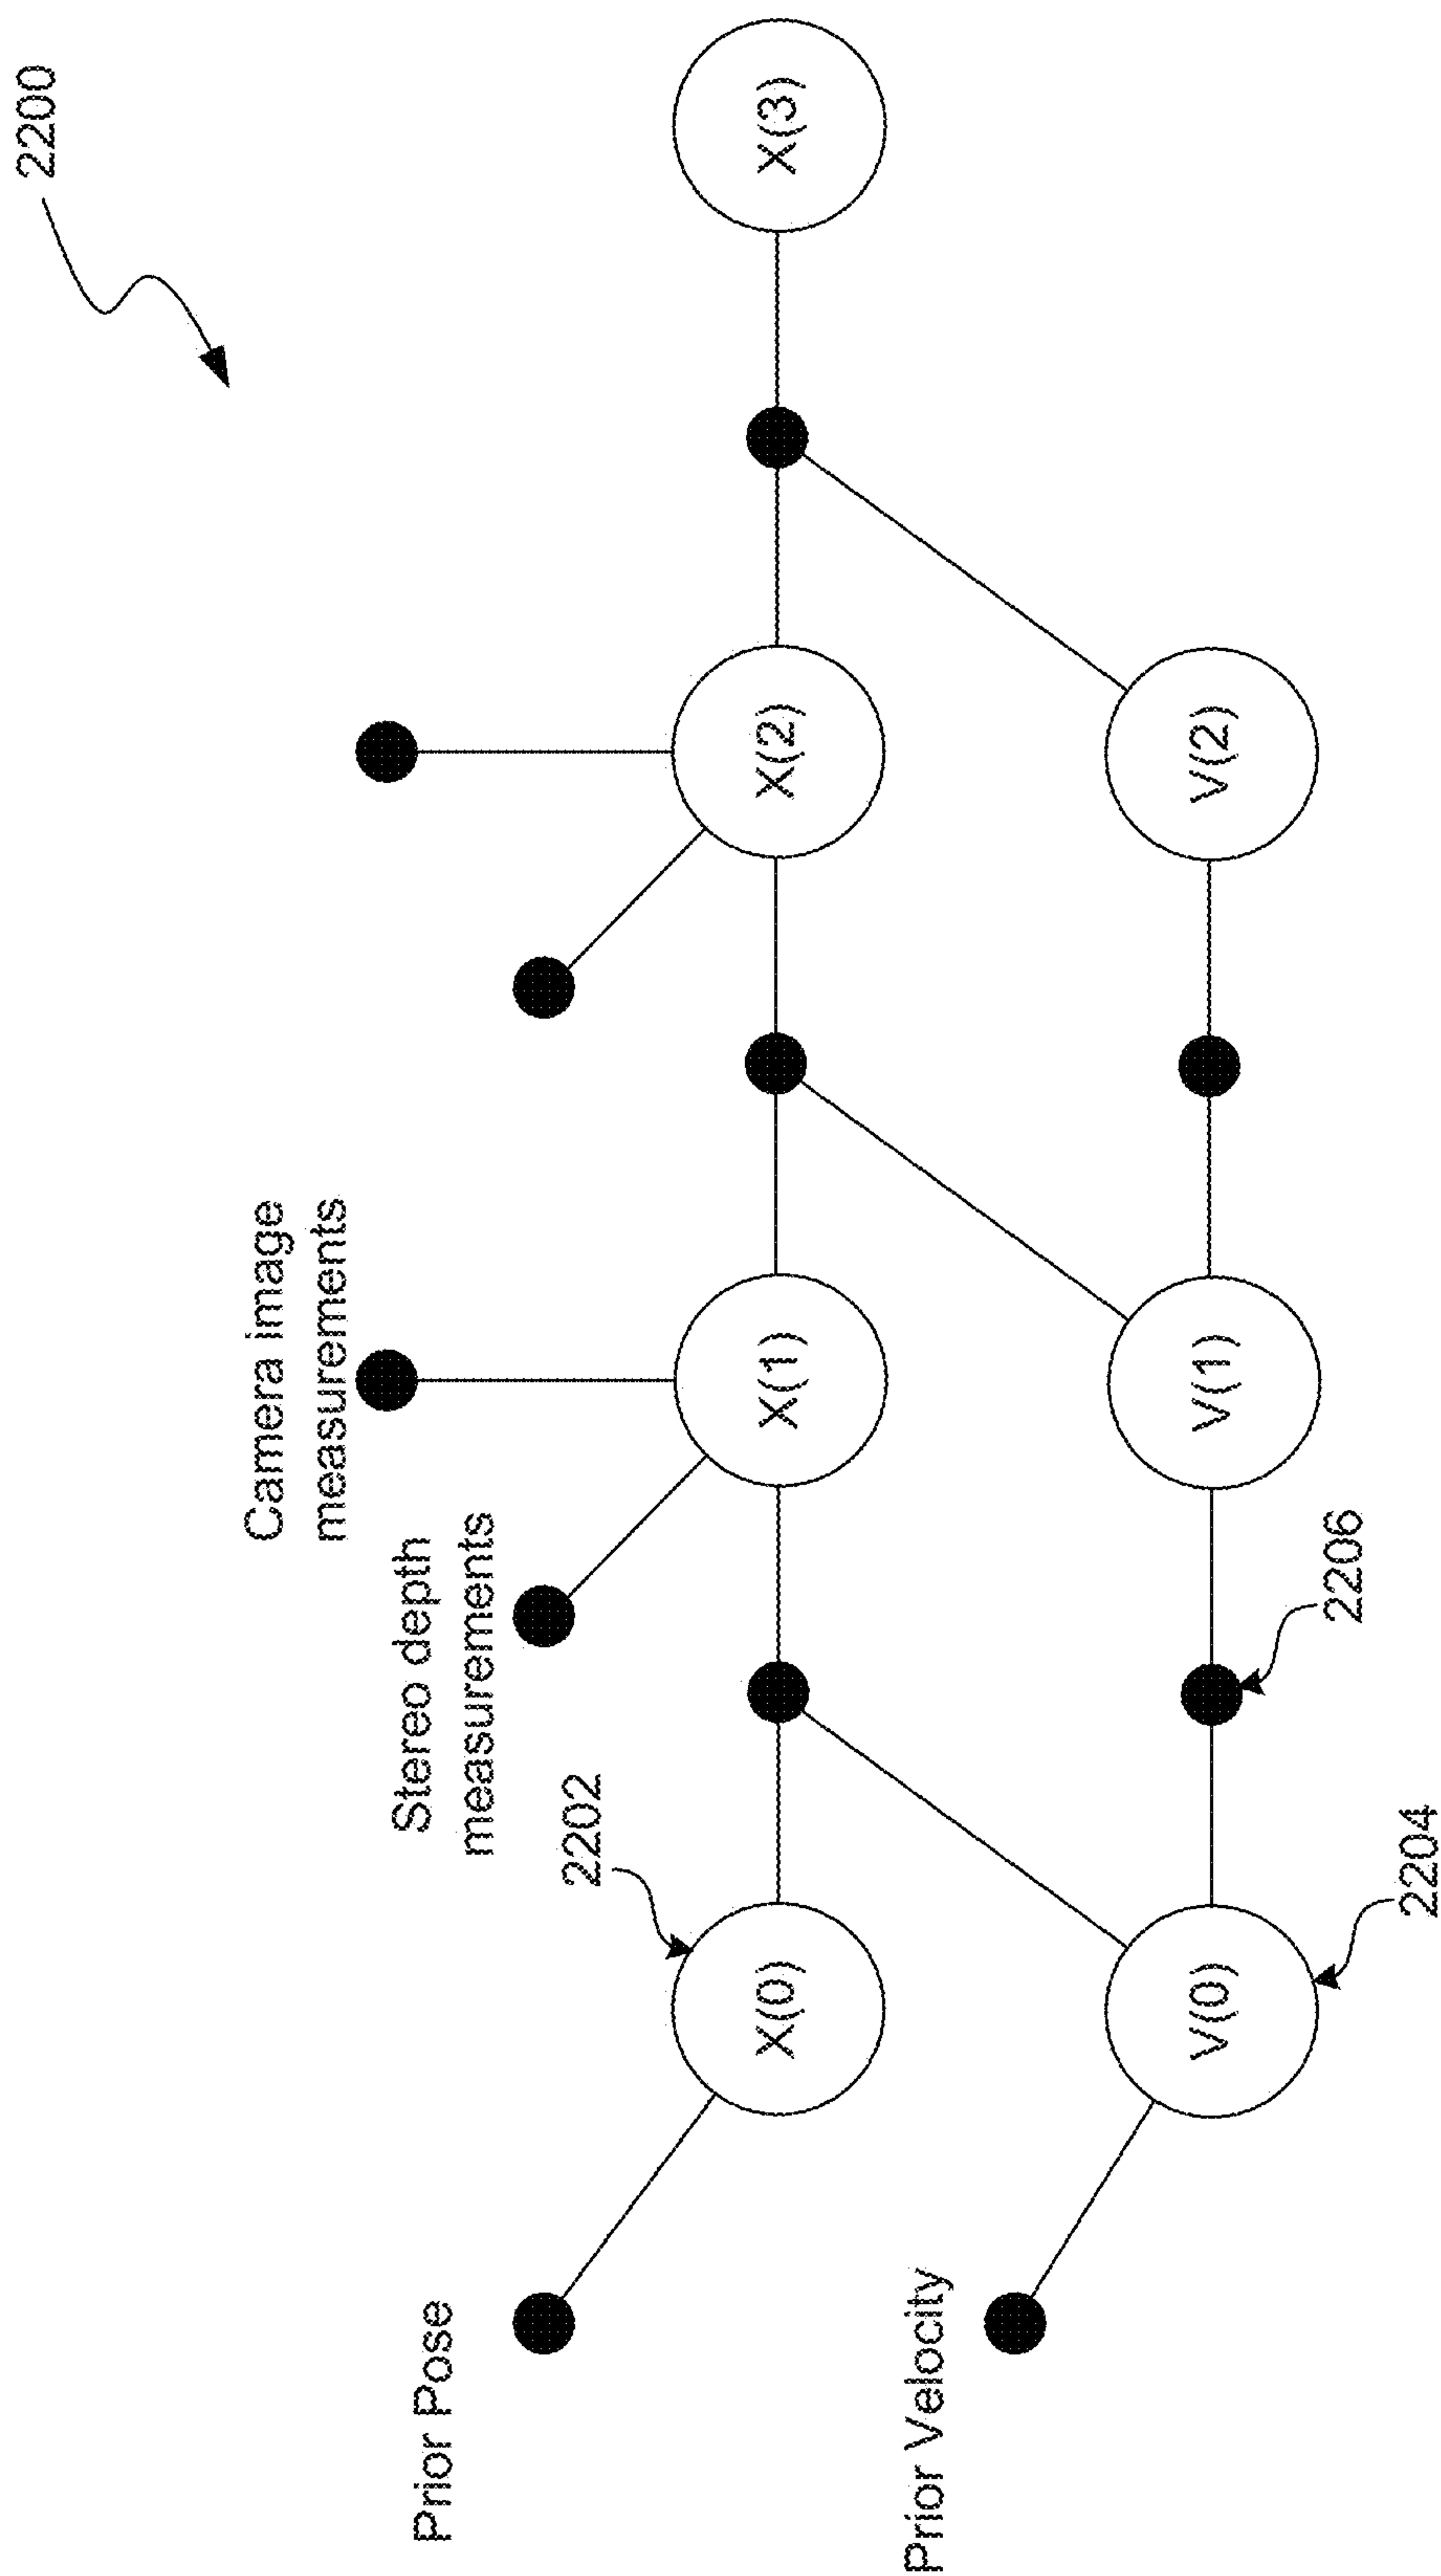 2200
Camera image
measurements
Stereo depth
measurements
Prior Pose
2202
X(0)
X(1)
X(2)
X(3)
Prior Velocity
V(0)
V(1)
V(2)
2204
2206